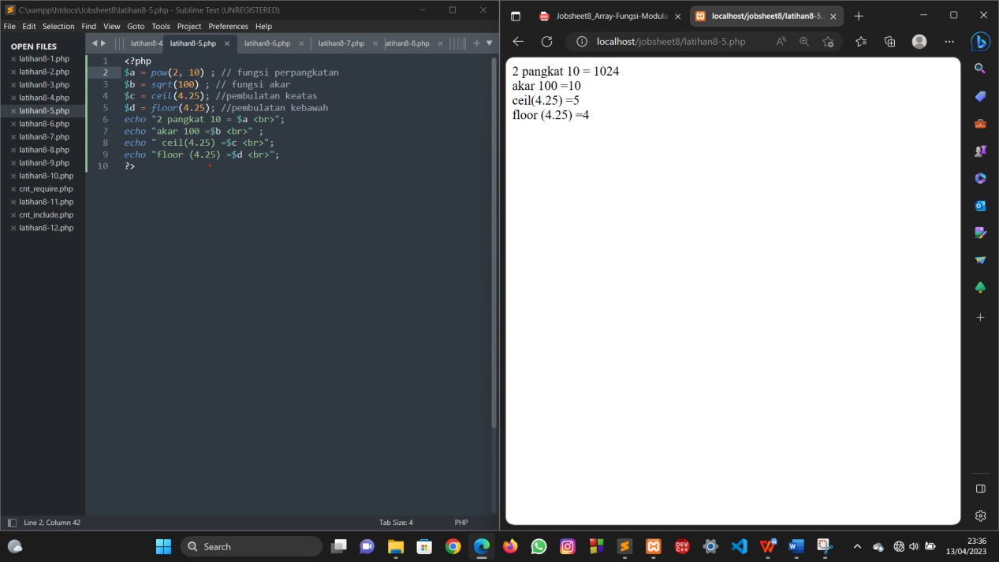 C:\xampp\htdocs\Jobsheet8\latihan8-5.php - Sublime Text (UNREGISTERED)
File Edit Selection Find View Goto Tools Project Preferences Help
OPEN FILES
latihan8-1.php
latihan8-2.php
latihan8-3.php
latihan8-4.php
latihan8-5.php
latihan8-6.php
latihan8-7.php
latihan8-8.php
latihan8-9.php
latihan8-10.php
cnt_require.php
latihan8-11.php
cnt_include.php
latihan8-12.php
latihan8-4 latihan8-5.php latihan8-6.php latihan8-7.php atihan8-8.php
1 <?php
2 $a = pow(2, 10) ; // fungsi perpangkatan
3 $b = sqrt(100) ; // fungsi akar
4 $c = ceil(4.25); //pembulatan keatas
5 $d = floor(4.25); //pembulatan kebawah
6 echo "2 pangkat 10 = $a <br>";
7 echo "akar 100 =$b <br>" ;
8 echo " ceil(4.25) =$c <br>";
9 echo "floor (4.25) =$d <br>";
10 ?>
Line 2, Column 42 Tab Size: 4 PHP
Jobsheet8_Array-Fungsi-Modula localhost/jobsheet8/latihan8-5.
localhost/jobsheet8/latihan8-5.php
2 pangkat 10 = 1024
akar 100 =10
ceil(4.25) =5
floor (4.25) =4
Search
23:36
13/04/2023